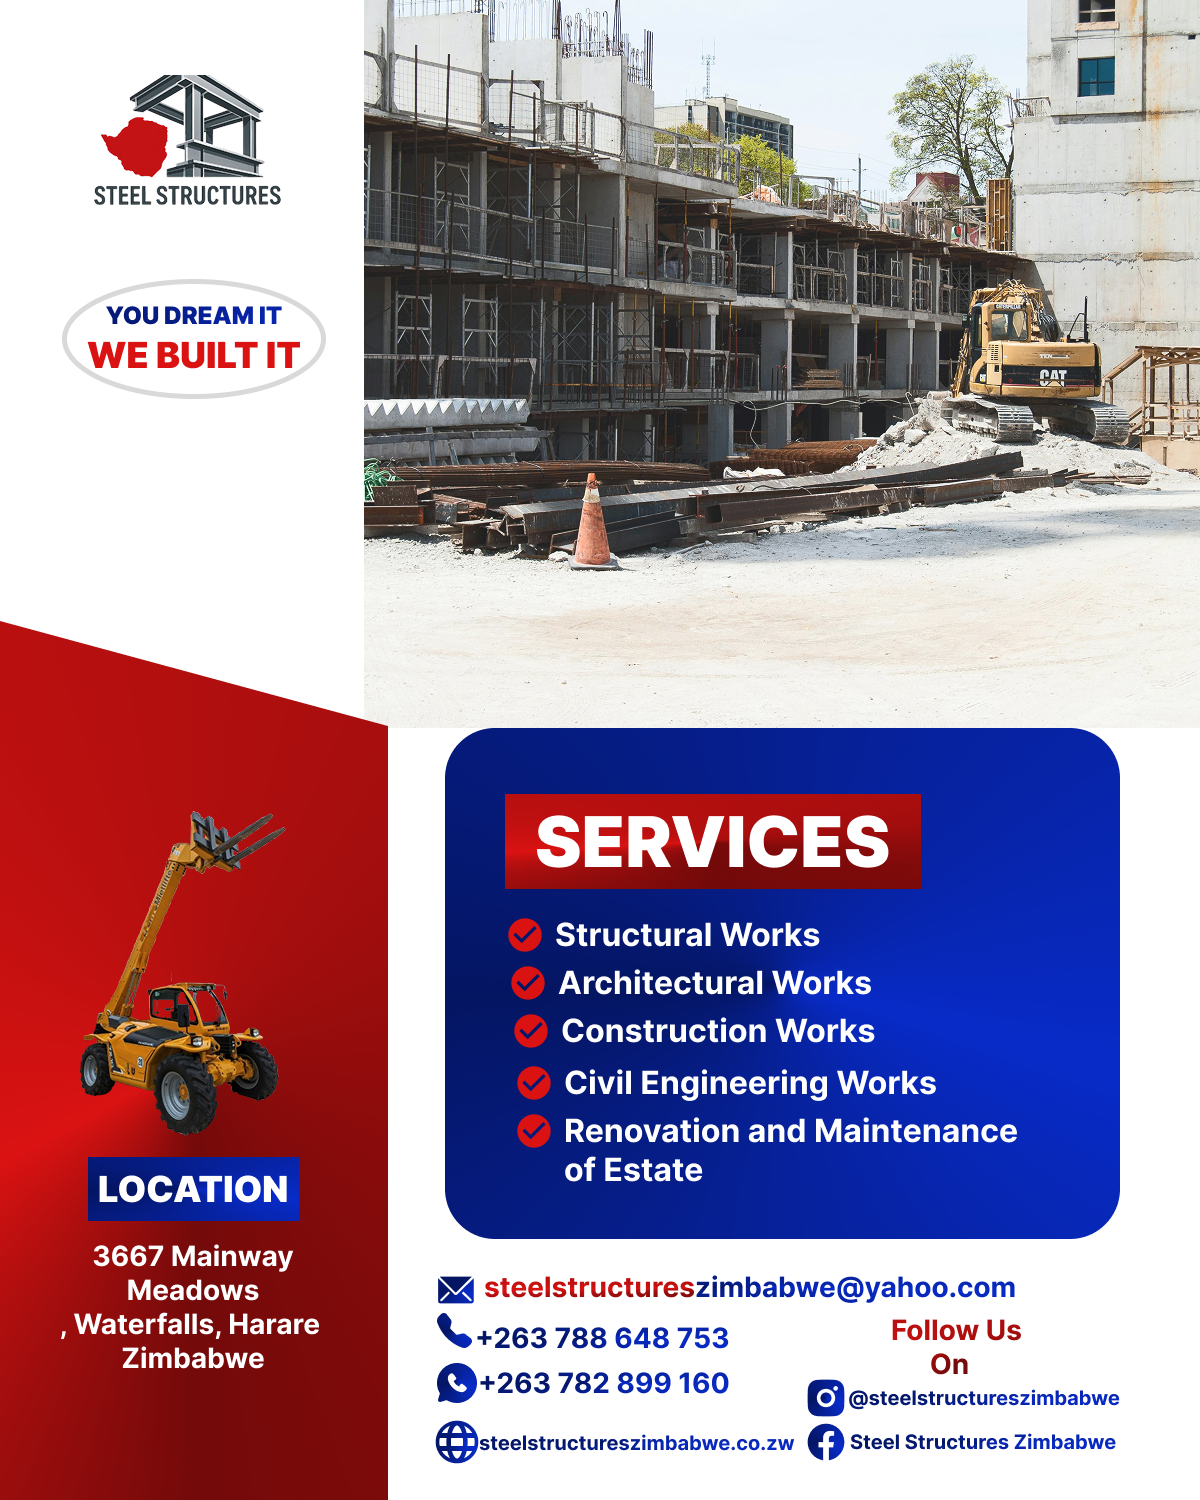 STEEL STRUCTURES
YOU DREAM IT
WE BUILT IT
CAT
SERVICES
Structural Works
Architectural Works
Construction Works
Civil Engineering Works
Renovation and Maintenance
of Estate
LOCATION
3667 Mainway
Meadows
, Waterfalls, Harare
Zimbabwe
steelstructureszimbabwe@yahoo.com
+263 788 648 753
+263 782 899 160
steelstructureszimbabwe.co.zw
Follow Us
On
@steelstructureszimbabwe
Steel Structures Zimbabwe